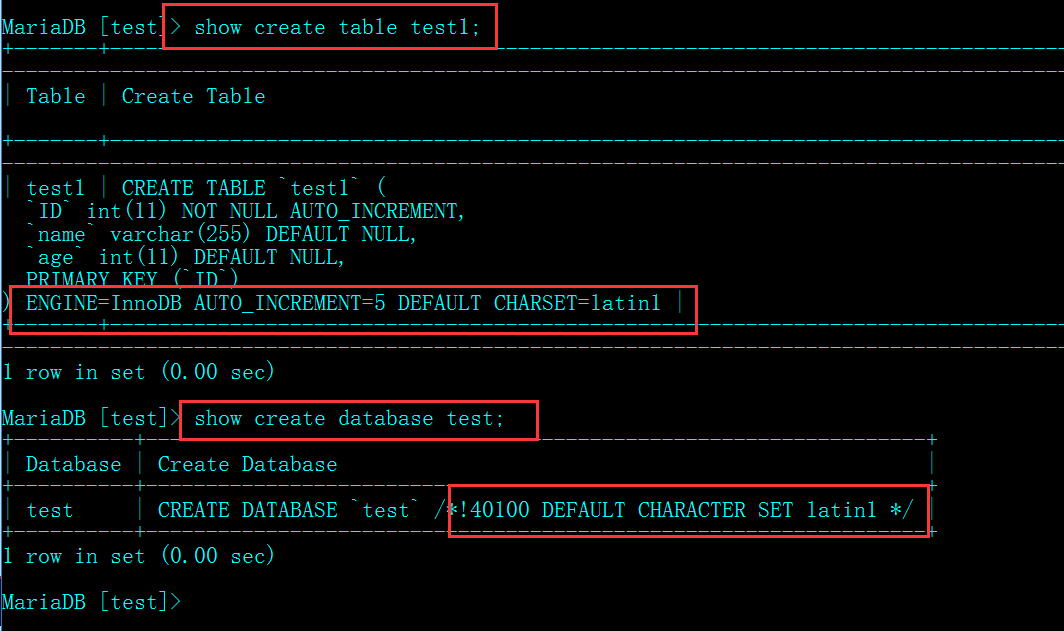 MariaDB [test]> show create table test1;
| Table | Create Table
| test1 | CREATE TABLE `test1` (
`ID` int(11) NOT NULL AUTO_INCREMENT,
`name` varchar(255) DEFAULT NULL,
`age` int(11) DEFAULT NULL,
PRIMARY KEY (`ID`)
) ENGINE=InnoDB AUTO_INCREMENT=5 DEFAULT CHARSET=latin1 |
1 row in set (0.00 sec)
MariaDB [test]> show create database test;
| Database | Create Database |
| test | CREATE DATABASE `test` /*!40100 DEFAULT CHARACTER SET latin1 */ |
1 row in set (0.00 sec)
MariaDB [test]>